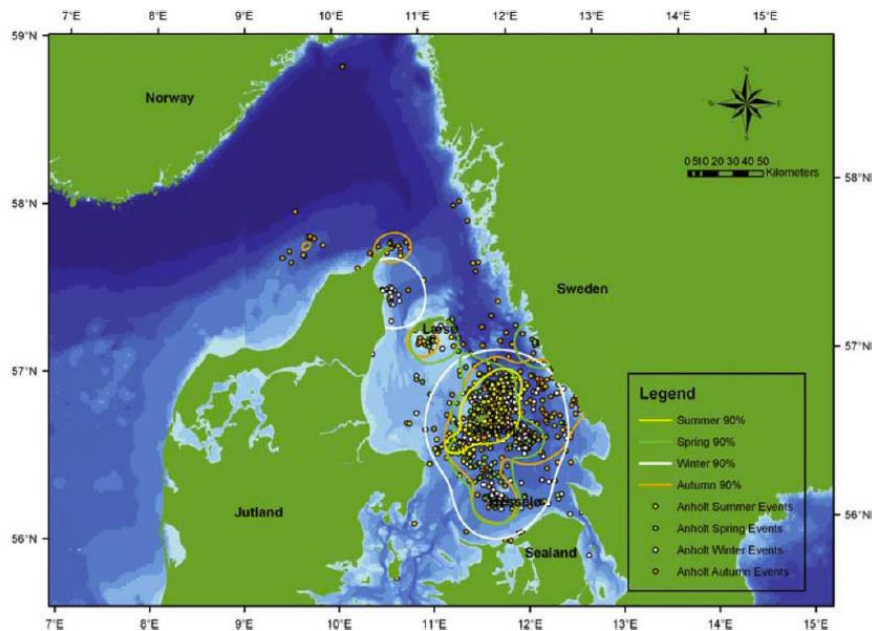 7°E 8°E 9°E 10°E 11°E 12°E 13°E 14°E 15°E
59°N
Norway
N
W E
S
0 5 10 20 30 40 50
Kilometers
58°N 58°N
Sweden
Læsø
57°N 57°N
Legend
Summer 90%
Spring 90%
Winter 90%
Autumn 90%
Anholt Summer Events
Jutland
Anholt Spring Events
56°N 56°N
Anholt Winter Events
Sealand
Anholt Autumn Events
7°E 8°E 9°E 10°E 11°E 12°E 13°E 14°E 15°E